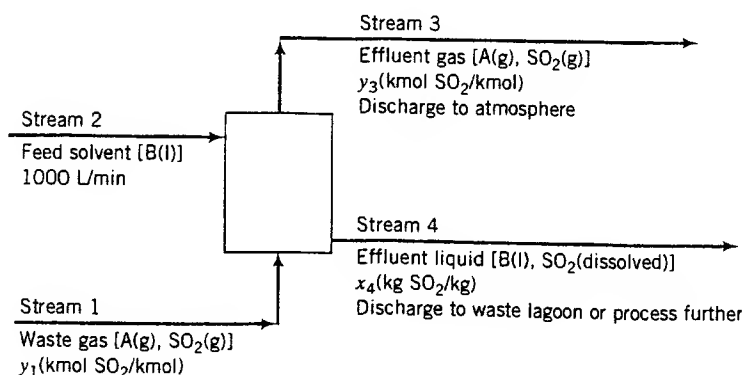 Stream 3
Effluent gas [A(g), SO₂(g)]
y₃(kmol SO₂/kmol)
Discharge to atmosphere
Stream 2
Feed solvent [B(l)]
1000 L/min
Stream 4
Effluent liquid [B(l), SO₂(dissolved)]
x₄(kg SO₂/kg)
Discharge to waste lagoon or process further
Stream 1
Waste gas [A(g), SO₂(g)]
y₁(kmol SO₂/kmol)